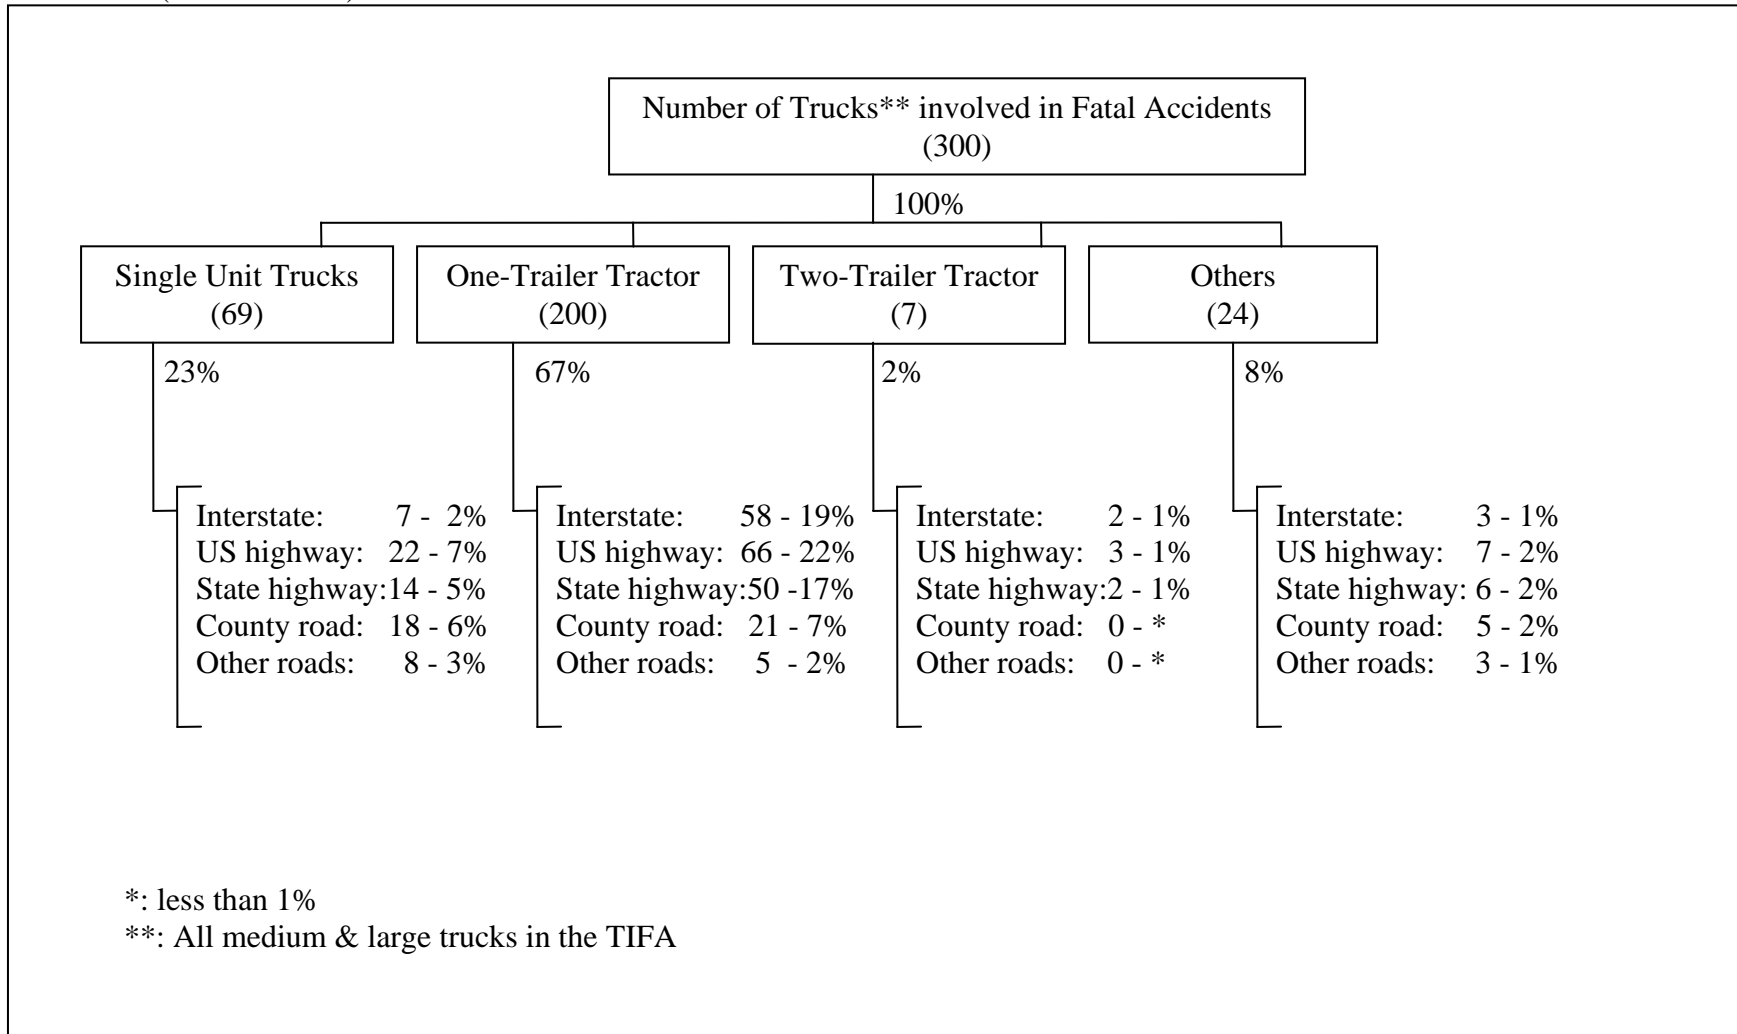 Number of Trucks** involved in Fatal Accidents
(300)
100%
Single Unit Trucks
(69)
One-Trailer Tractor
(200)
Two-Trailer Tractor
(7)
Others
(24)
23%
67%
2%
8%
Interstate: 7 - 2%
US highway: 22 - 7%
State highway:14 - 5%
County road: 18 - 6%
Other roads: 8 - 3%
Interstate: 58 - 19%
US highway: 66 - 22%
State highway:50 -17%
County road: 21 - 7%
Other roads: 5 - 2%
Interstate: 2 - 1%
US highway: 3 - 1%
State highway:2 - 1%
County road: 0 - *
Other roads: 0 - *
Interstate: 3 - 1%
US highway: 7 - 2%
State highway: 6 - 2%
County road: 5 - 2%
Other roads: 3 - 1%
*: less than 1%
**: All medium & large trucks in the TIFA